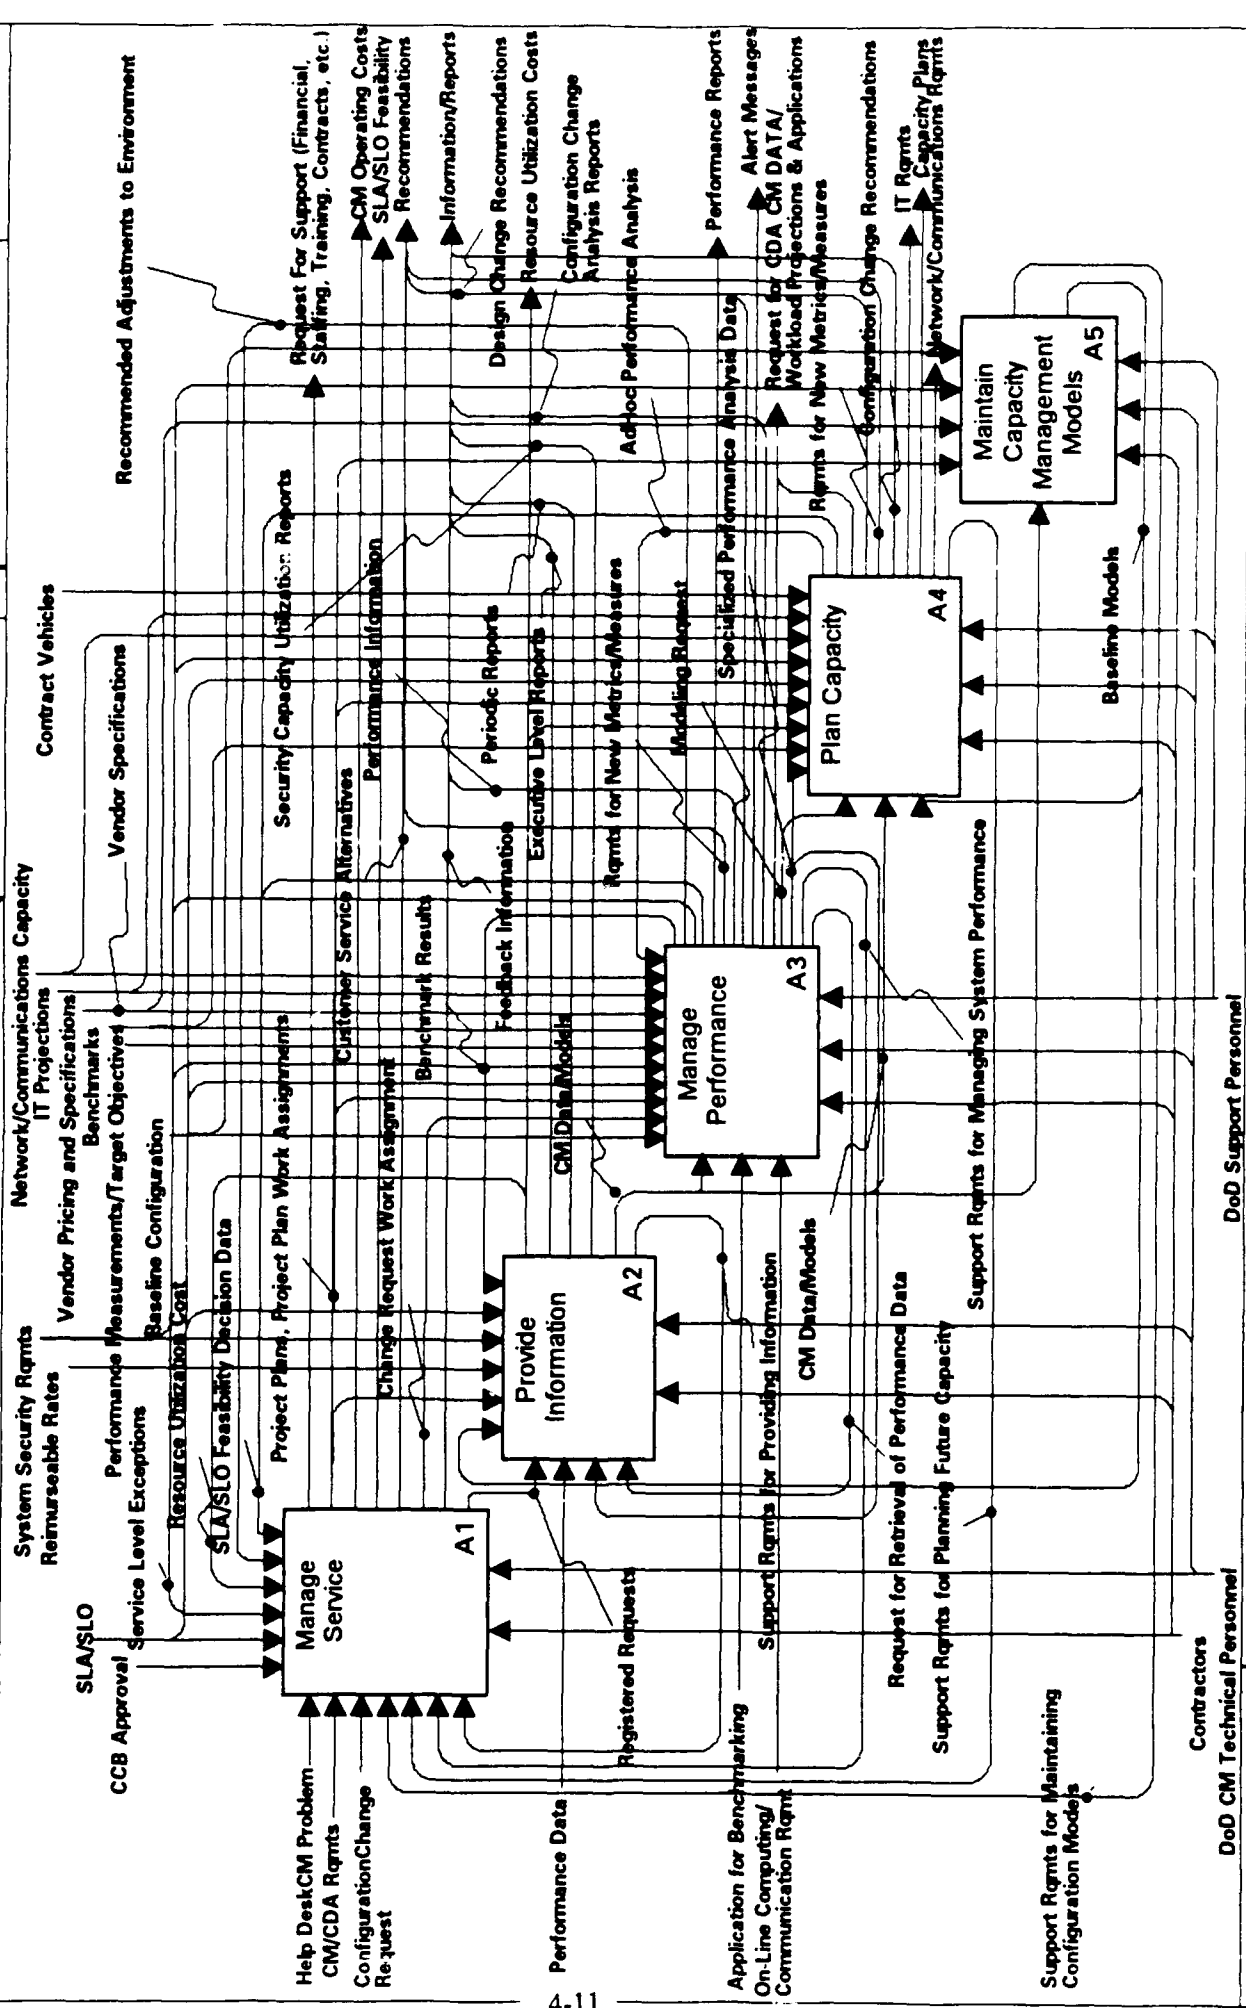 Network/Communications Capacity
IT Projections
Vendor Pricing and Specifications
Benchmarks
Performance Measurements/Target Objectives
Baseline Configuration
Resource Utilization Cost
SLA/SLO Feasibility Decision Data
System Security Rqmts
Reimurseable Rates
Service Level Exceptions
SLA/SLO
CCB Approval
Contract Vehicles
Vendor Specifications
Recommended Adjustments to Environment
Request For Support (Financial,
Staffing, Training, Contracts, etc.)
CM Operating Costs
SLA/SLO Feasibility
Recommendations
Information/Reports
Design Change Recommendations
Resource Utilization Costs
Configuration Change
Analysis Reports
AdHoc Performance Analysis
Performance Reports
Alert Messages
Request for CDA CM DATA/
Workload Projections & Applications
Rqmts for New Metrics/Measures
Configuration Change Recommendations
IT Rqmts
Capacity Plans
Network/Communications Rqmts
Security Capacity Utilization Reports
Performance Information
Periodic Reports
Executive Level Reports
Rqmts for New Metrics/Measures
Modeling Request
Specialized Performance Analysis Data
Project Plans, Project Plan Work Assignments
Customer Service Alternatives
Change Request Work Assignment
Benchmark Results
Feedback Information
CM Data/Models
Manage
Service
A1
Provide
Information
A2
Manage
Performance
A3
Plan Capacity
A4
Maintain
Capacity
Management
Models
A5
Help DeskCM Problem
CM/CDA Rqmts
ConfigurationChange
Request
Performance Data
Registered Requests
Application for Benchmarking
On-Line Computing/
Communication Rqmt
Support Rqmts for Providing Information
CM Data/Models
Request for Retrieval of Performance Data
Support Rqmts for Planning Future Capacity
Support Rqmts for Managing System Performance
Baseline Models
Support Rqmts for Maintaining
Configuration Models
Contractors
DoD CM Technical Personnel
DoD Support Personnel
4-11